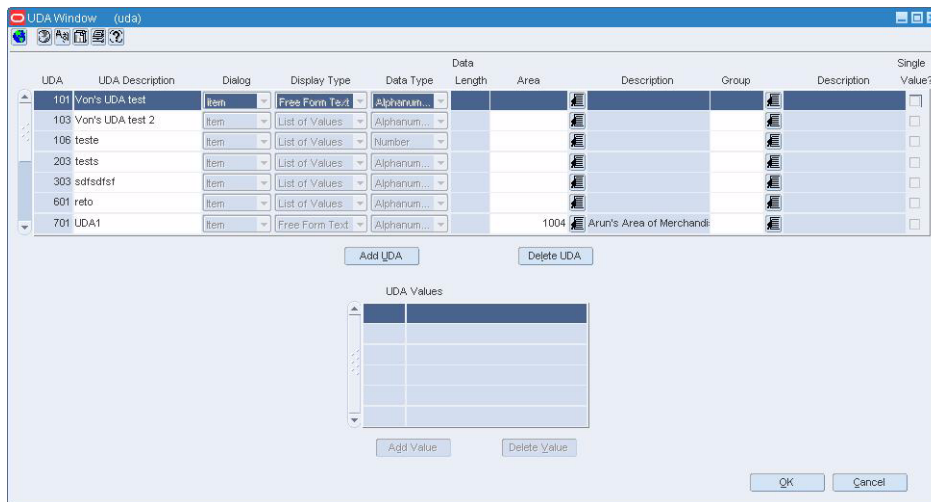 UDA Window (uda)
Data Single
UDA UDA Description Dialog Display Type Data Type Length Area Description Group Description Value?
101 Von's UDA test Item Free Form Text Alphanum...
103 Von's UDA test 2 Item List of Values Alphanum...
106 teste Item List of Values Number
203 tests Item List of Values Alphanum...
303 sdfsdfsf Item List of Values Alphanum...
601 reto Item List of Values Alphanum...
701 UDA1 Item Free Form Text Alphanum... 1004 Arun's Area of Merchandi
Add UDA Delete UDA
UDA Values
Add Value Delete Value
OK Cancel